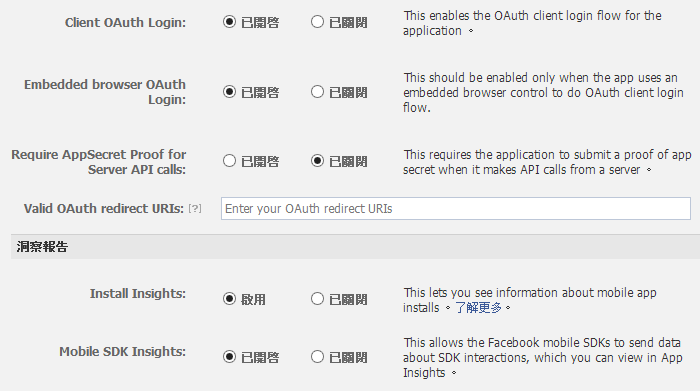 Client OAuth Login: 已開啓 已關閉 This enables the OAuth client login flow for the
application 。
Embedded browser OAuth
Login: 已開啓 已關閉 This should be enabled only when the app uses an
embedded browser control to do OAuth client login
flow.
Require AppSecret Proof for
Server API calls: 已開啓 已關閉 This requires the application to submit a proof of app
secret when it makes API calls from a server 。
Valid OAuth redirect URIs: [?] Enter your OAuth redirect URIs
洞察報告
Install Insights: 啟用 已關閉 This lets you see information about mobile app
installs 。了解更多。
Mobile SDK Insights: 已開啓 已關閉 This allows the Facebook mobile SDKs to send data
about SDK interactions, which you can view in App
Insights 。